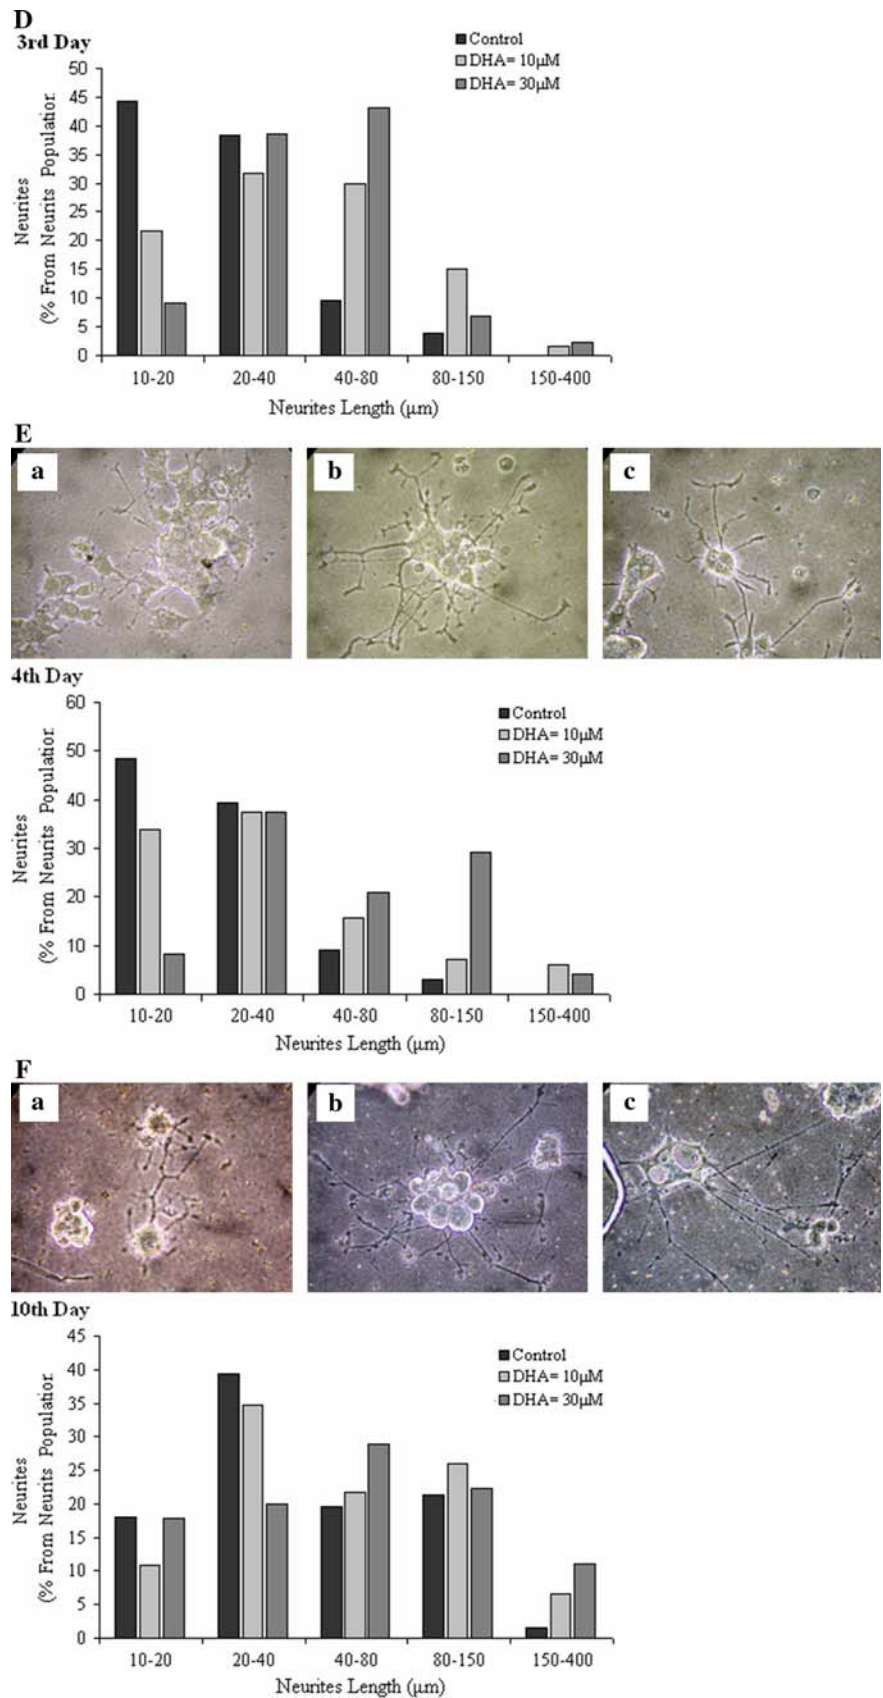 D
3rd Day
Control
DHA= 10µM
DHA= 30µM
50
45
40
35
30
25
20
15
10
5
0
Neurites
(% From Neurits Population
10-20 20-40 40-80 80-150 150-400
Neurites Length (µm)
E
a b c
4th Day
Control
DHA= 10µM
DHA= 30µM
60
50
40
30
20
10
0
Neurites
(% From Neurits Population
10-20 20-40 40-80 80-150 150-400
Neurites Length (µm)
F
a b c
10th Day
Control
DHA= 10µM
DHA= 30µM
45
40
35
30
25
20
15
10
5
0
Neurites
(% From Neurits Population
10-20 20-40 40-80 80-150 150-400
Neurites Length (µm)